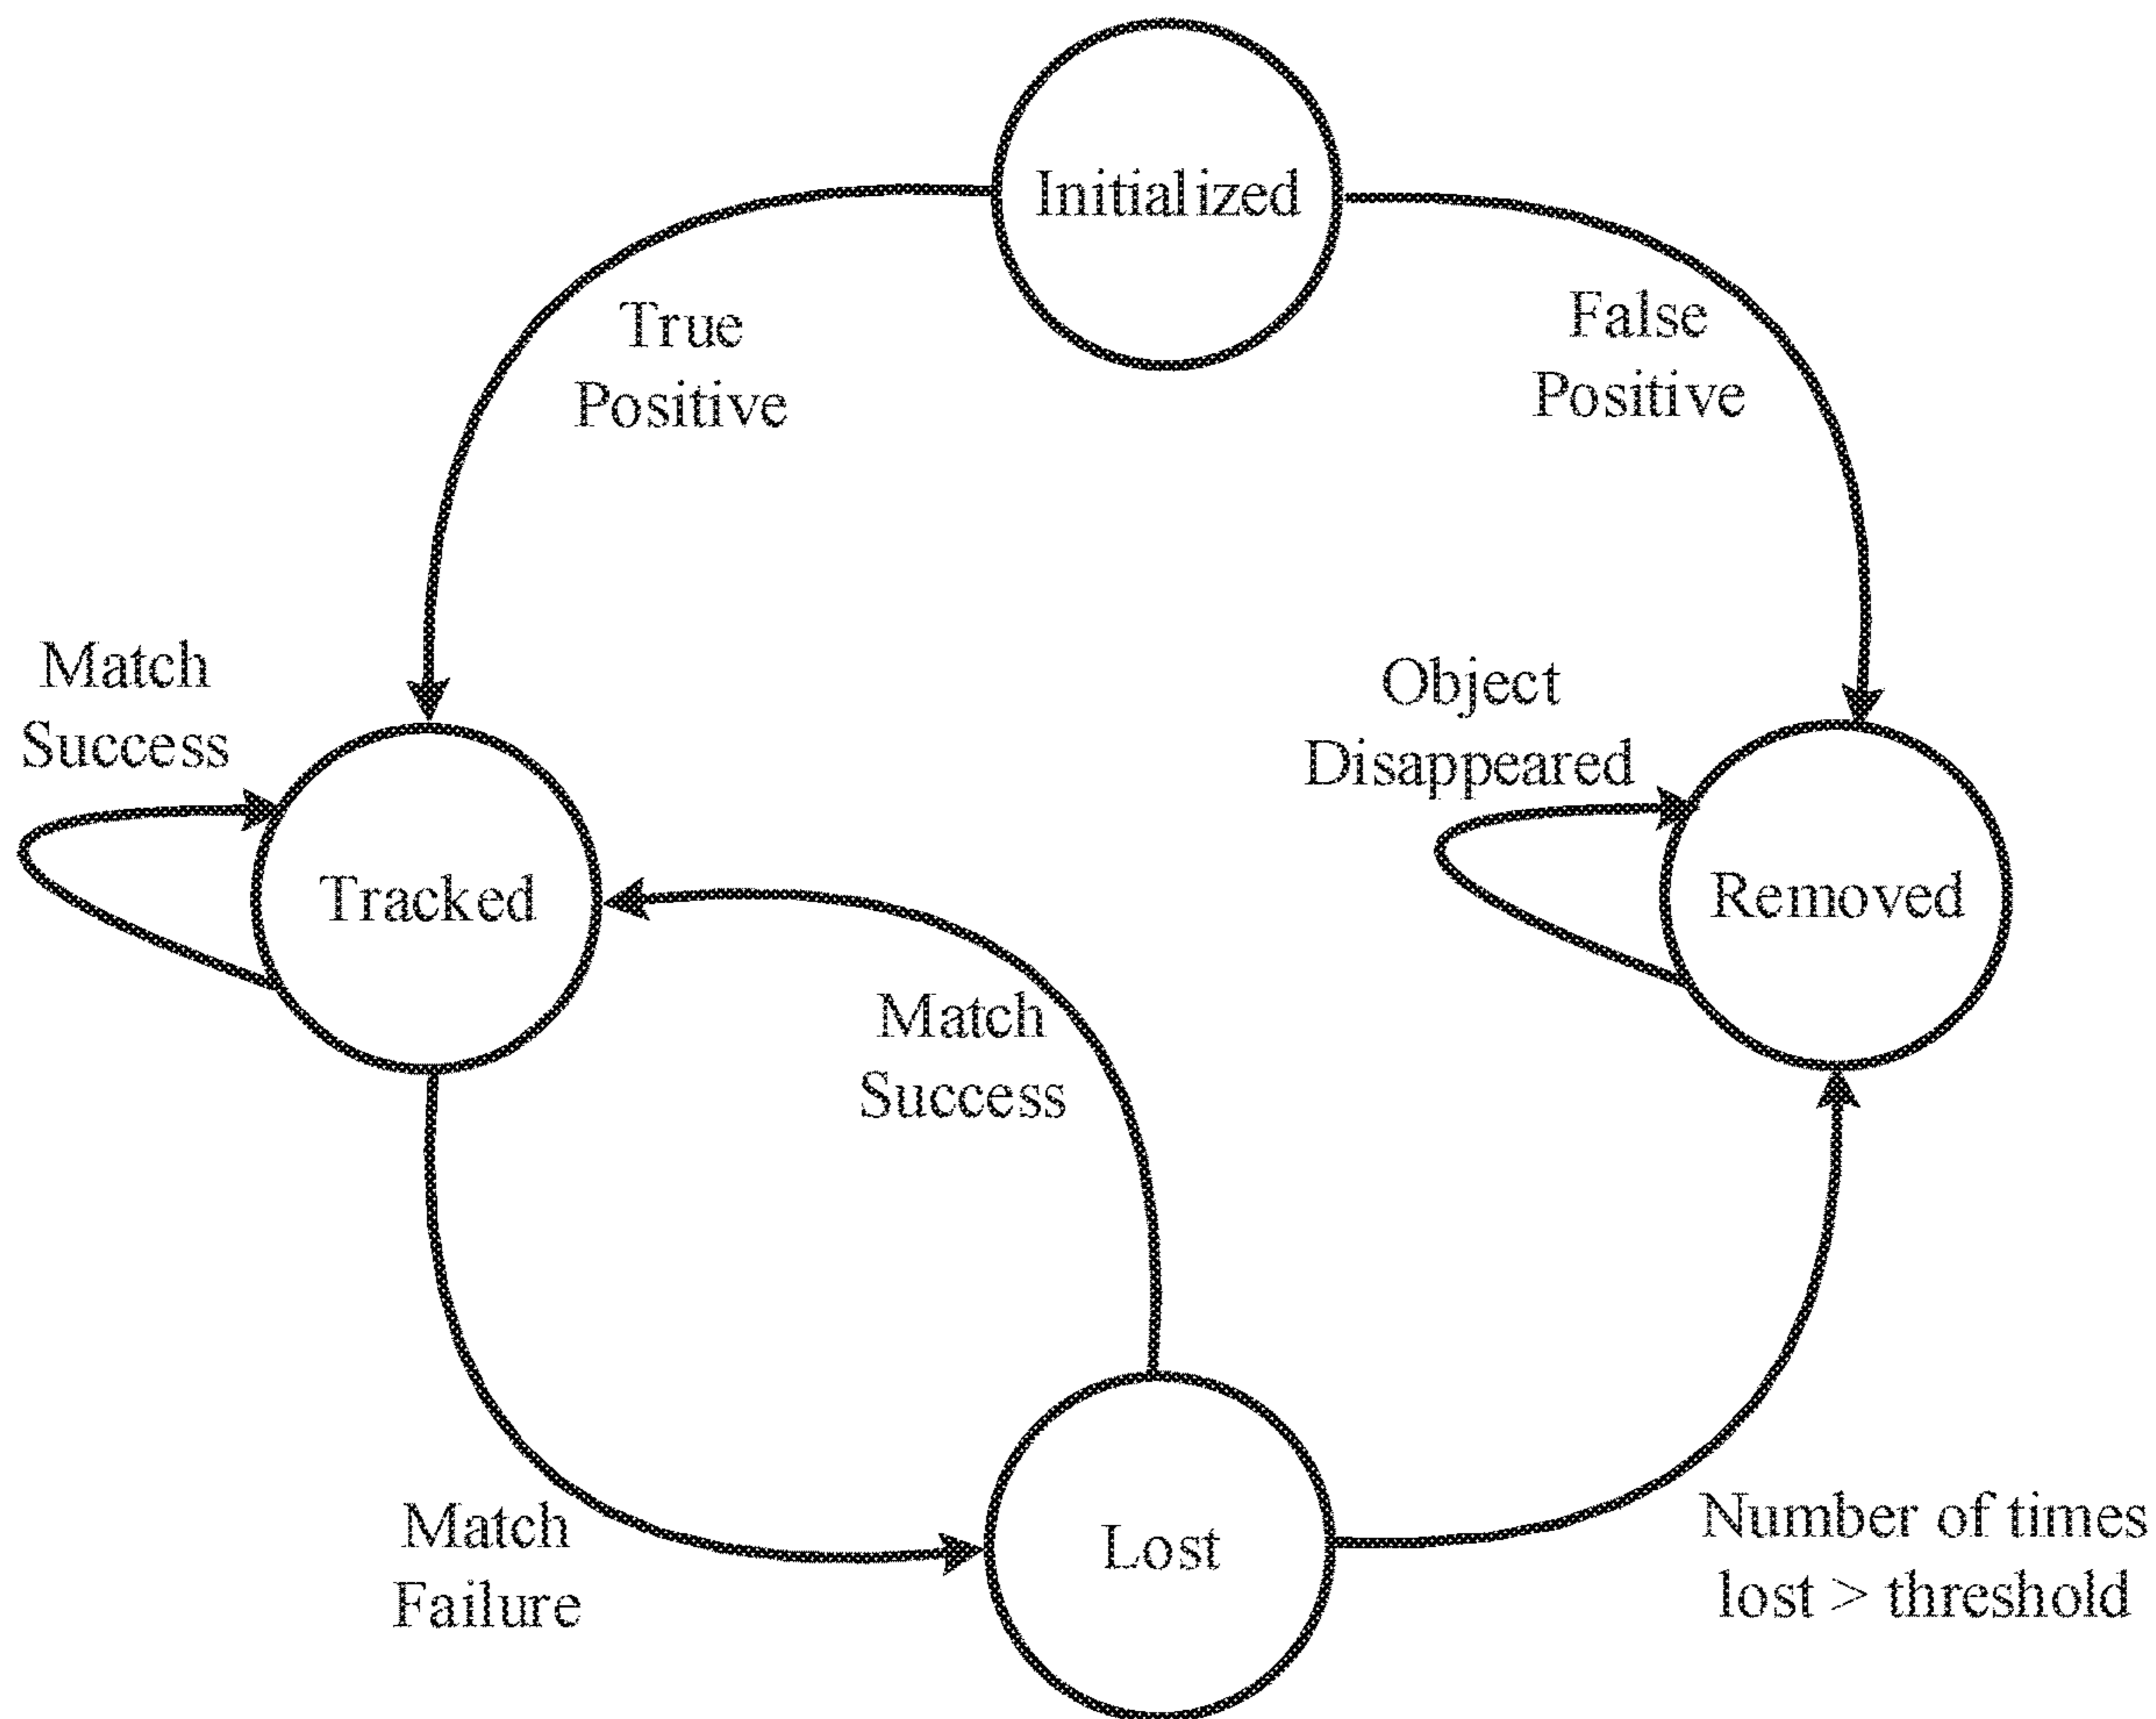 Initialized
True
Positive
False
Positive
Match
Success
Object
Disappeared
Tracked
Removed
Match
Success
Match
Failure
Lost
Number of times
lost > threshold